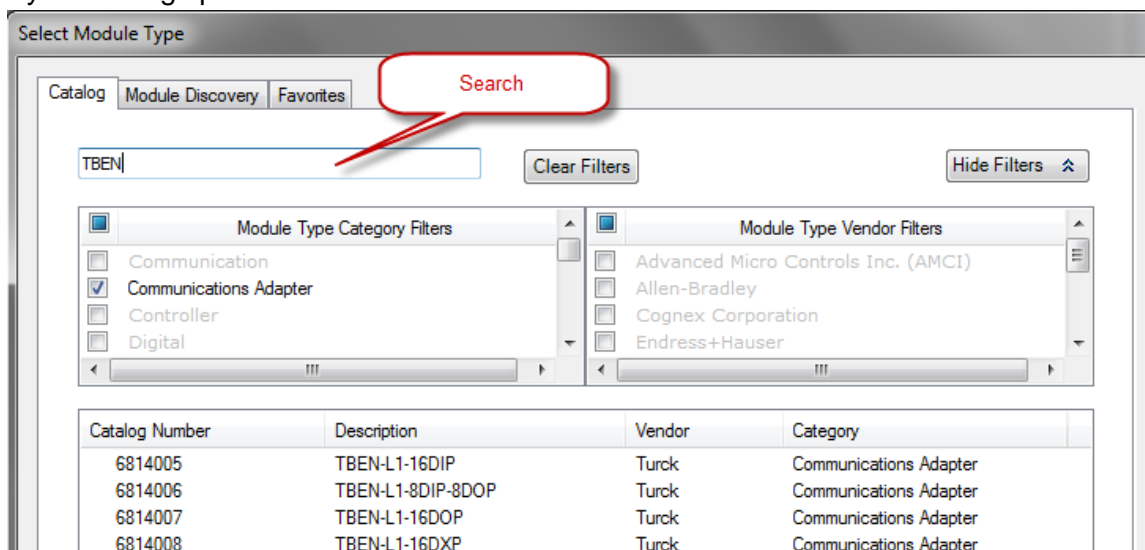 Select Module Type
Search
Catalog Module Discovery Favorites
TBEN
Clear Filters
Hide Filters
Module Type Category Filters
Communication
Communications Adapter
Controller
Digital
Module Type Vendor Filters
Advanced Micro Controls Inc. (AMCI)
Allen-Bradley
Cognex Corporation
Endress+Hauser
Catalog Number Description Vendor Category
6814005 TBEN-L1-16DIP Turck Communications Adapter
6814006 TBEN-L1-8DIP-8DOP Turck Communications Adapter
6814007 TBEN-L1-16DOP Turck Communications Adapter
6814008 TBEN-L1-16DXP Turck Communications Adapter